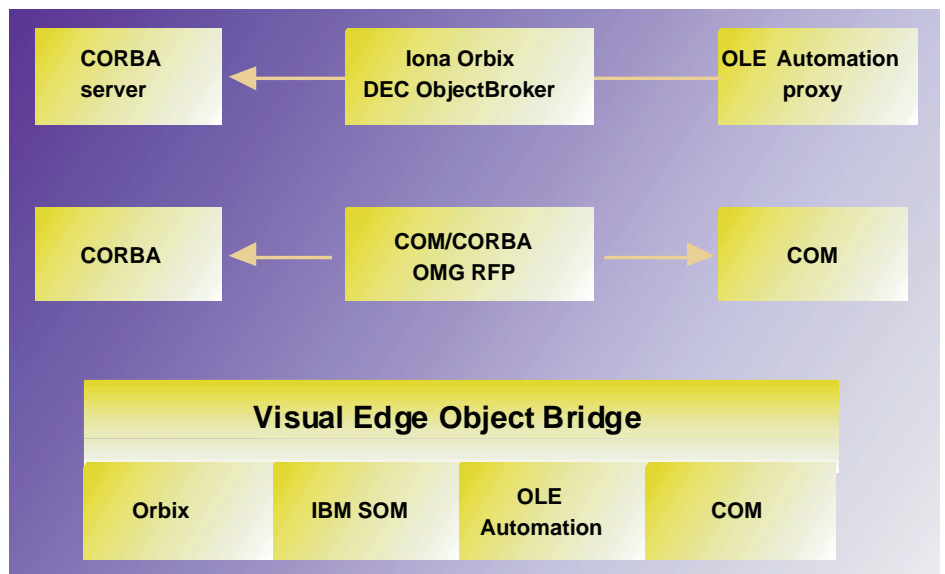 CORBA
server
Iona Orbix
DEC ObjectBroker
OLE Automation
proxy
CORBA
COM/CORBA
OMG RFP
COM
Visual Edge Object Bridge
Orbix
IBM SOM
OLE
Automation
COM